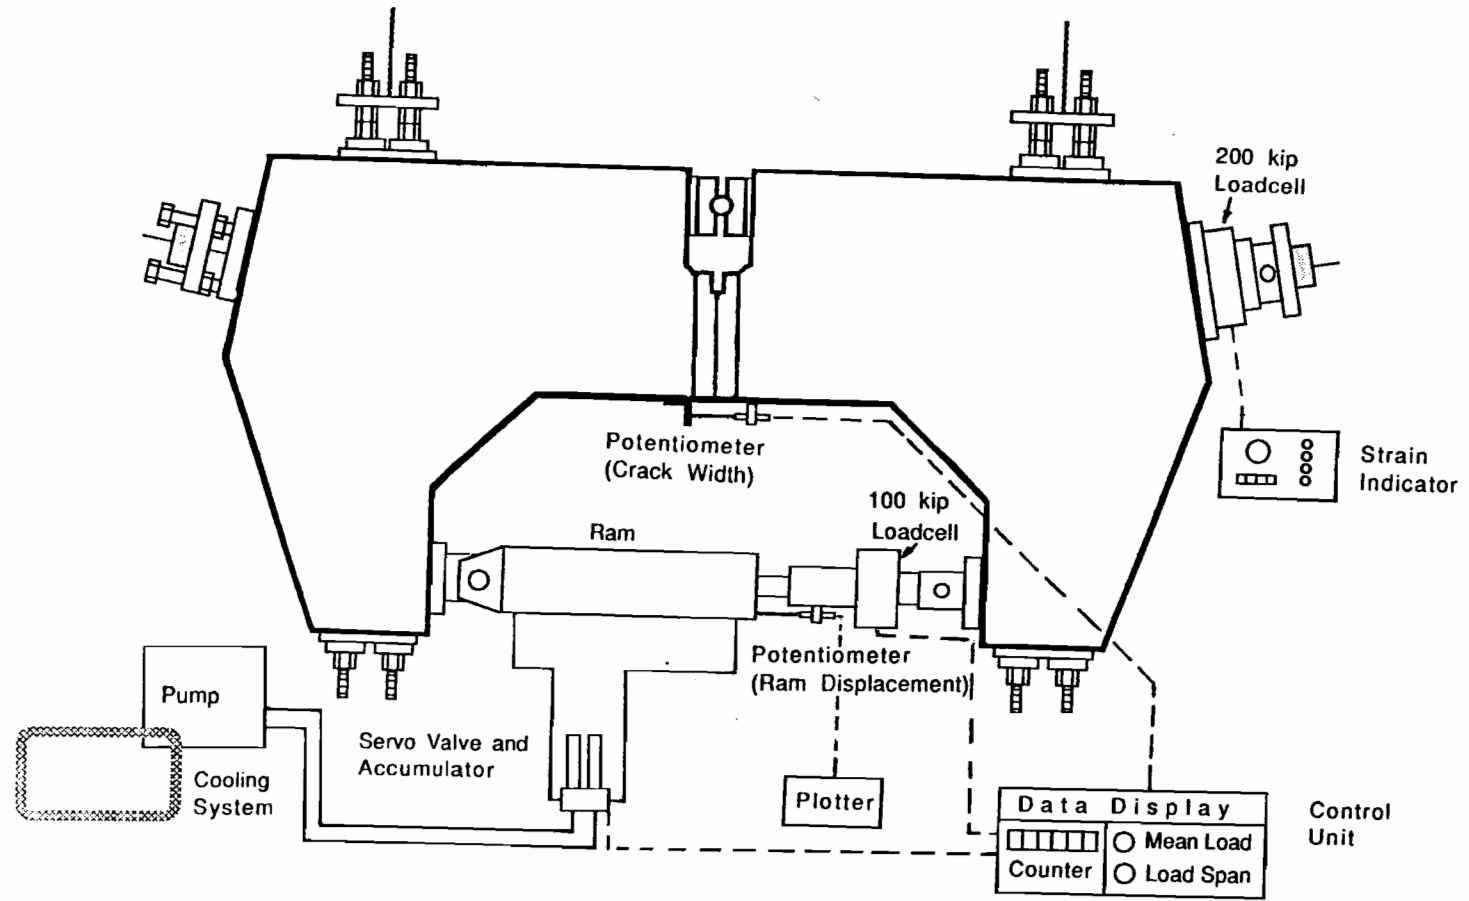 200 kip
Loadcell
Potentiometer
(Crack Width)
Strain
Indicator
100 kip
Loadcell
Ram
Potentiometer
(Ram Displacement)
Pump
Servo Valve and
Accumulator
Cooling
System
Plotter
Data Display
Mean Load
Counter
Load Span
Control
Unit